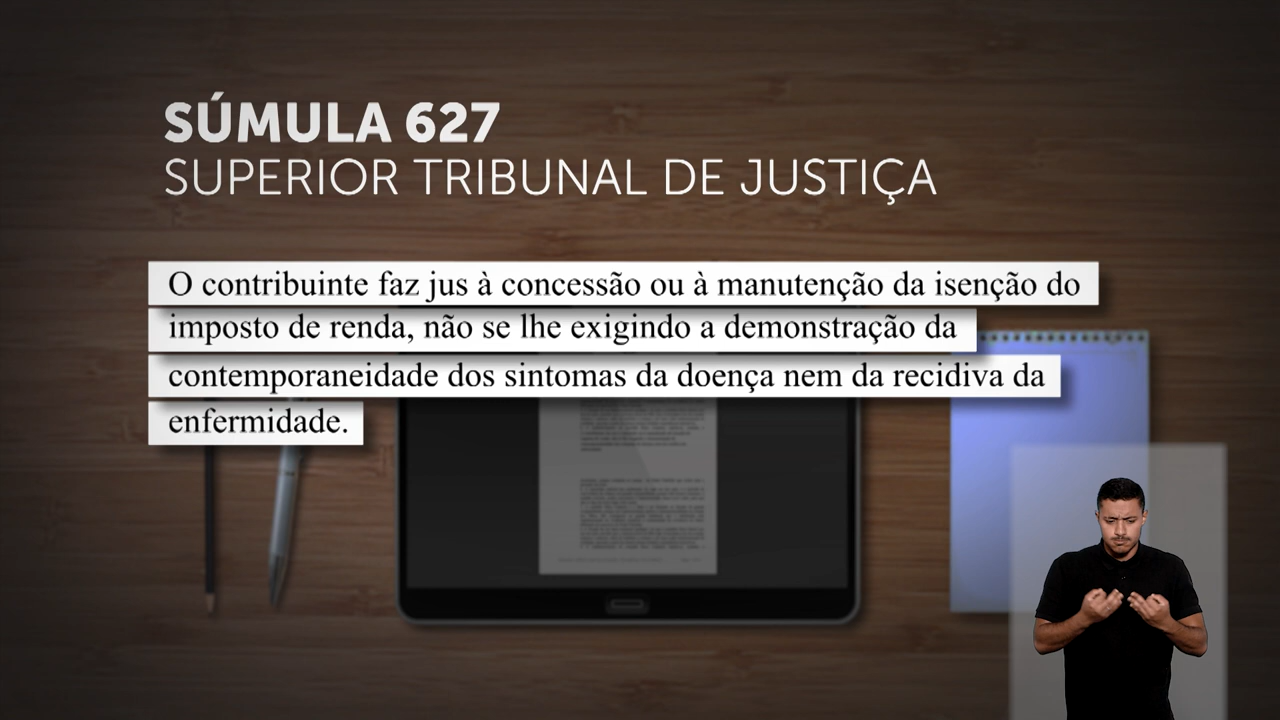 SÚMULA 627
SUPERIOR TRIBUNAL DE JUSTIÇA
O contribuinte faz jus à concessão ou à manutenção da isenção do
imposto de renda, não se lhe exigindo a demonstração da
contemporaneidade dos sintomas da doença nem da recidiva da
enfermidade.